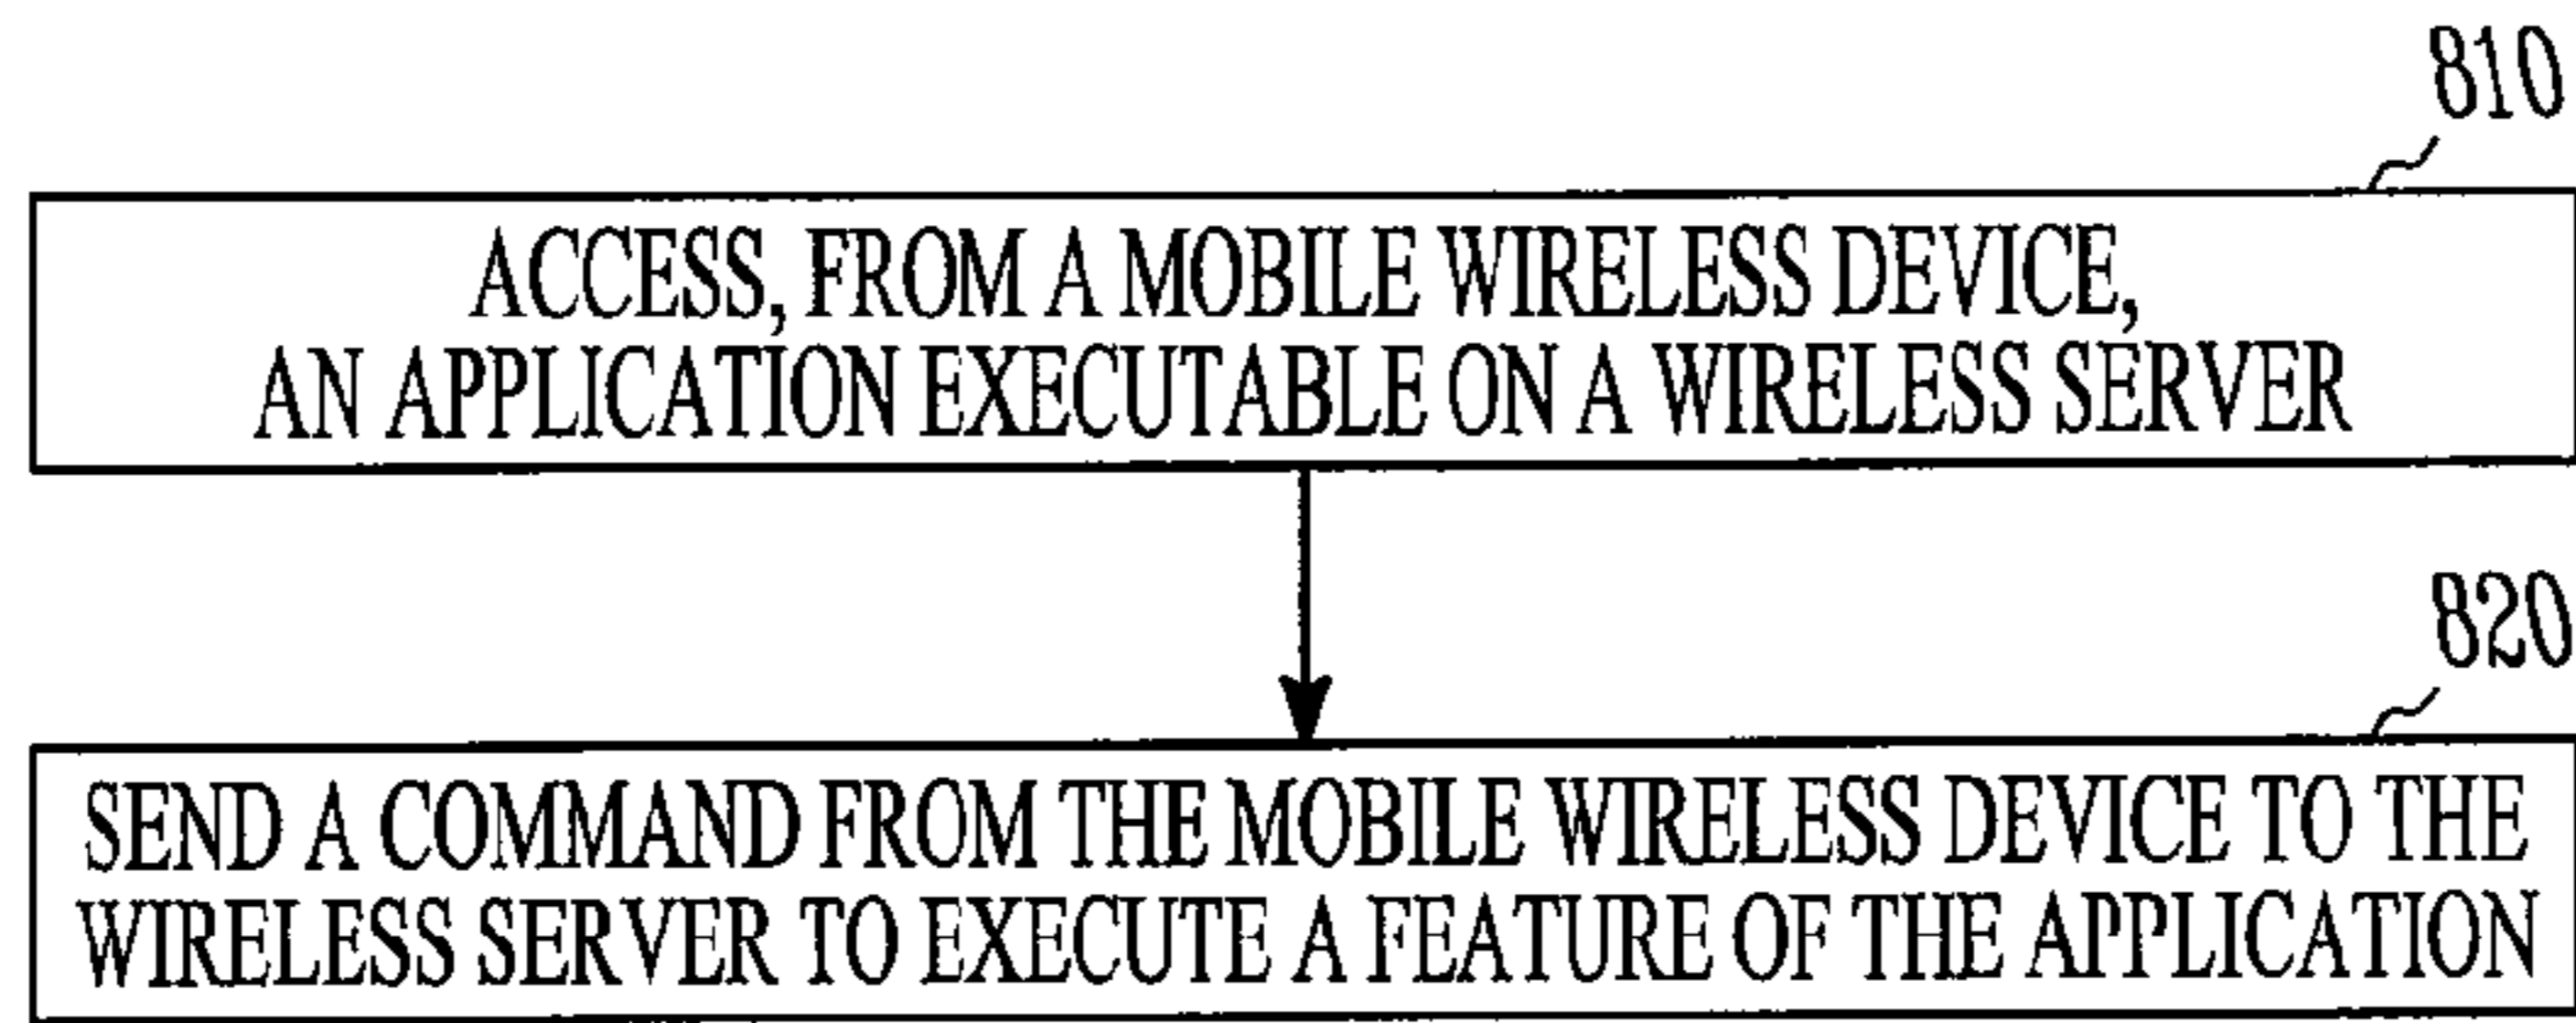 810
ACCESS, FROM A MOBILE WIRELESS DEVICE,
AN APPLICATION EXECUTABLE ON A WIRELESS SERVER
820
SEND A COMMAND FROM THE MOBILE WIRELESS DEVICE TO THE
WIRELESS SERVER TO EXECUTE A FEATURE OF THE APPLICATION